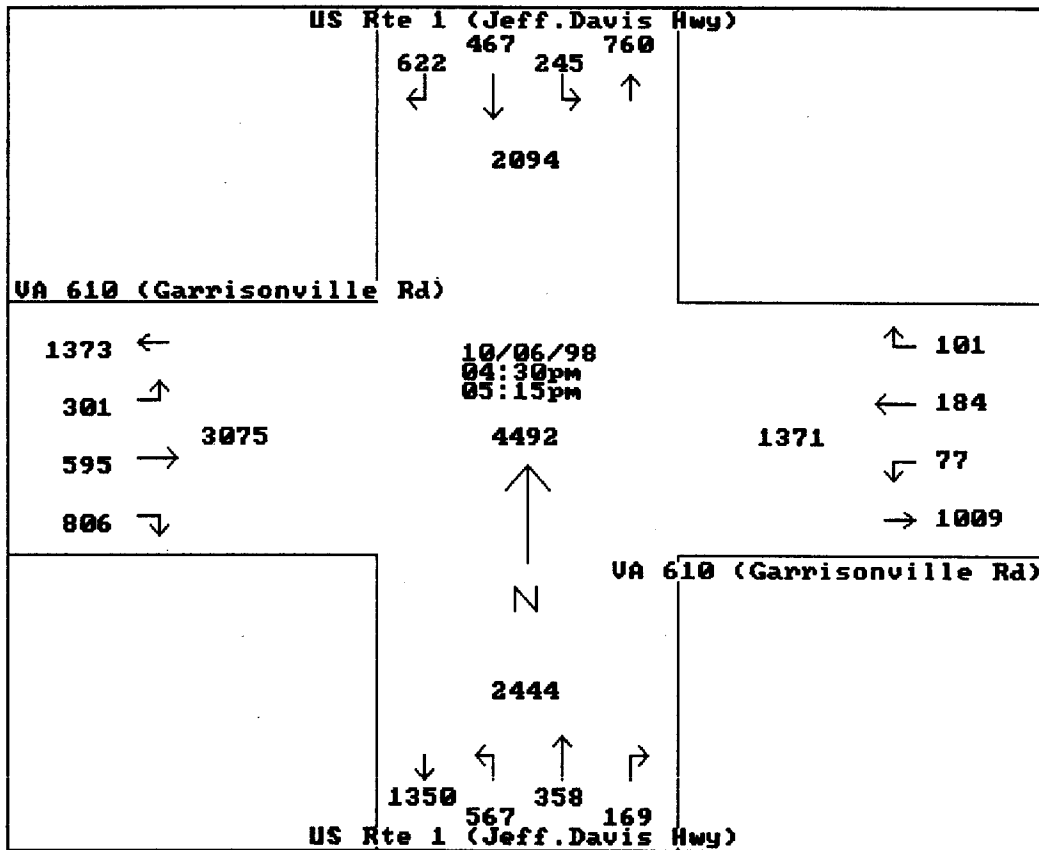 US Rte 1 (Jeff.Davis Hwy)
467 760
622 245
2094
VA 610 (Garrisonville Rd)
1373
301
3075
595
806
10/06/98
04:30pm
05:15pm
4492
101
184
1371
77
1009
VA 610 (Garrisonville Rd)
N
2444
1350 358
567 169
US Rte 1 (Jeff.Davis Hwy)